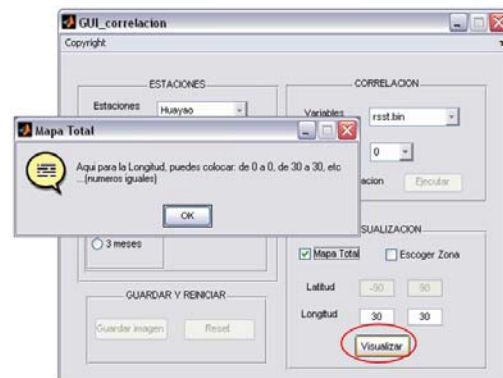 GUI_correlacion
Copyright
ESTACIONES
Estaciones Huayao
CORRELACION
Variables rsst.bin
0
acion Ejecutar
Mapa Total
Aqui para la Longitud, puedes colocar: de 0 a 0, de 30 a 30, etc
...(numeros iguales)
OK
3 meses
SUALIZACION
Mapa Total Escoger Zona
Latitud -90 90
Longitud 30 30
Visualizar
GUARDAR Y REINICIAR
Guardar imagen Reset